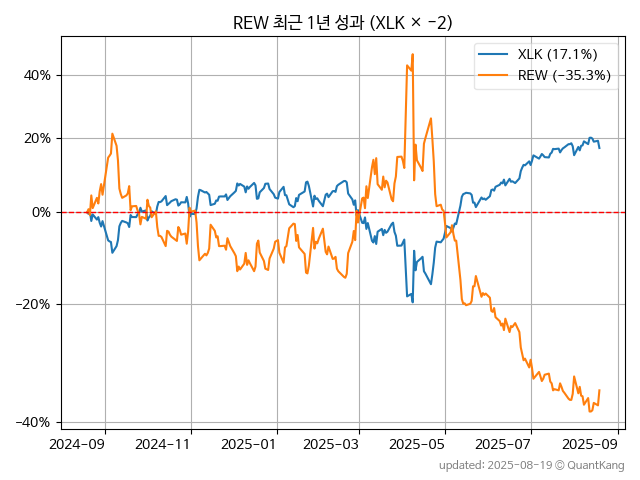 REW 최근 1년 성과 (XLK × −2)
XLK (17.1%)
REW (−35.3%)
40%
20%
0%
−20%
−40%
2024-09 2024-11 2025-01 2025-03 2025-05 2025-07 2025-09
updated: 2025-08-19 © QuantKang